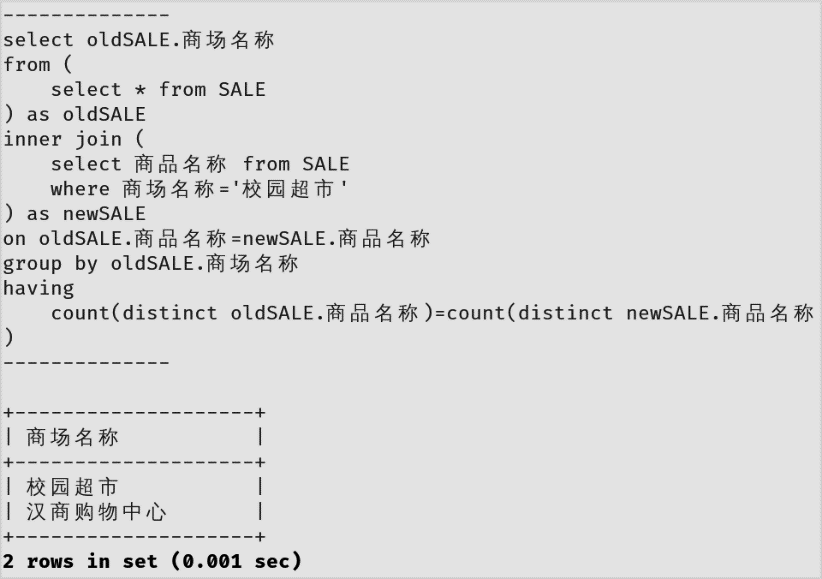 --------------
select oldSALE.商场名称
from (
    select * from SALE
) as oldSALE
inner join (
    select 商品名称 from SALE
    where 商场名称='校园超市'
) as newSALE
on oldSALE.商品名称=newSALE.商品名称
group by oldSALE.商场名称
having
    count(distinct oldSALE.商品名称)=count(distinct newSALE.商品名称
)
--------------
+--------------------+
| 商场名称            |
+--------------------+
| 校园超市            |
| 汉商购物中心        |
+--------------------+
2 rows in set (0.001 sec)